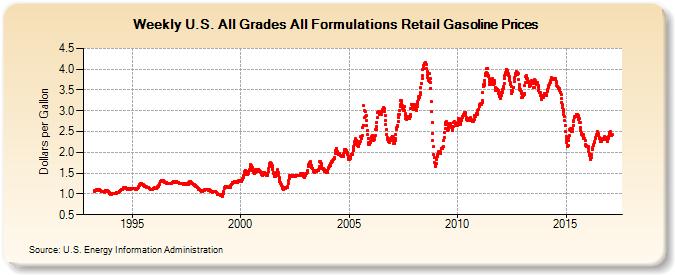 Weekly U.S. All Grades All Formulations Retail Gasoline Prices
Dollars per Gallon
4.5
4.0
3.5
3.0
2.5
2.0
1.5
1.0
0.5
1995 2000 2005 2010 2015
Source: U.S. Energy Information Administration